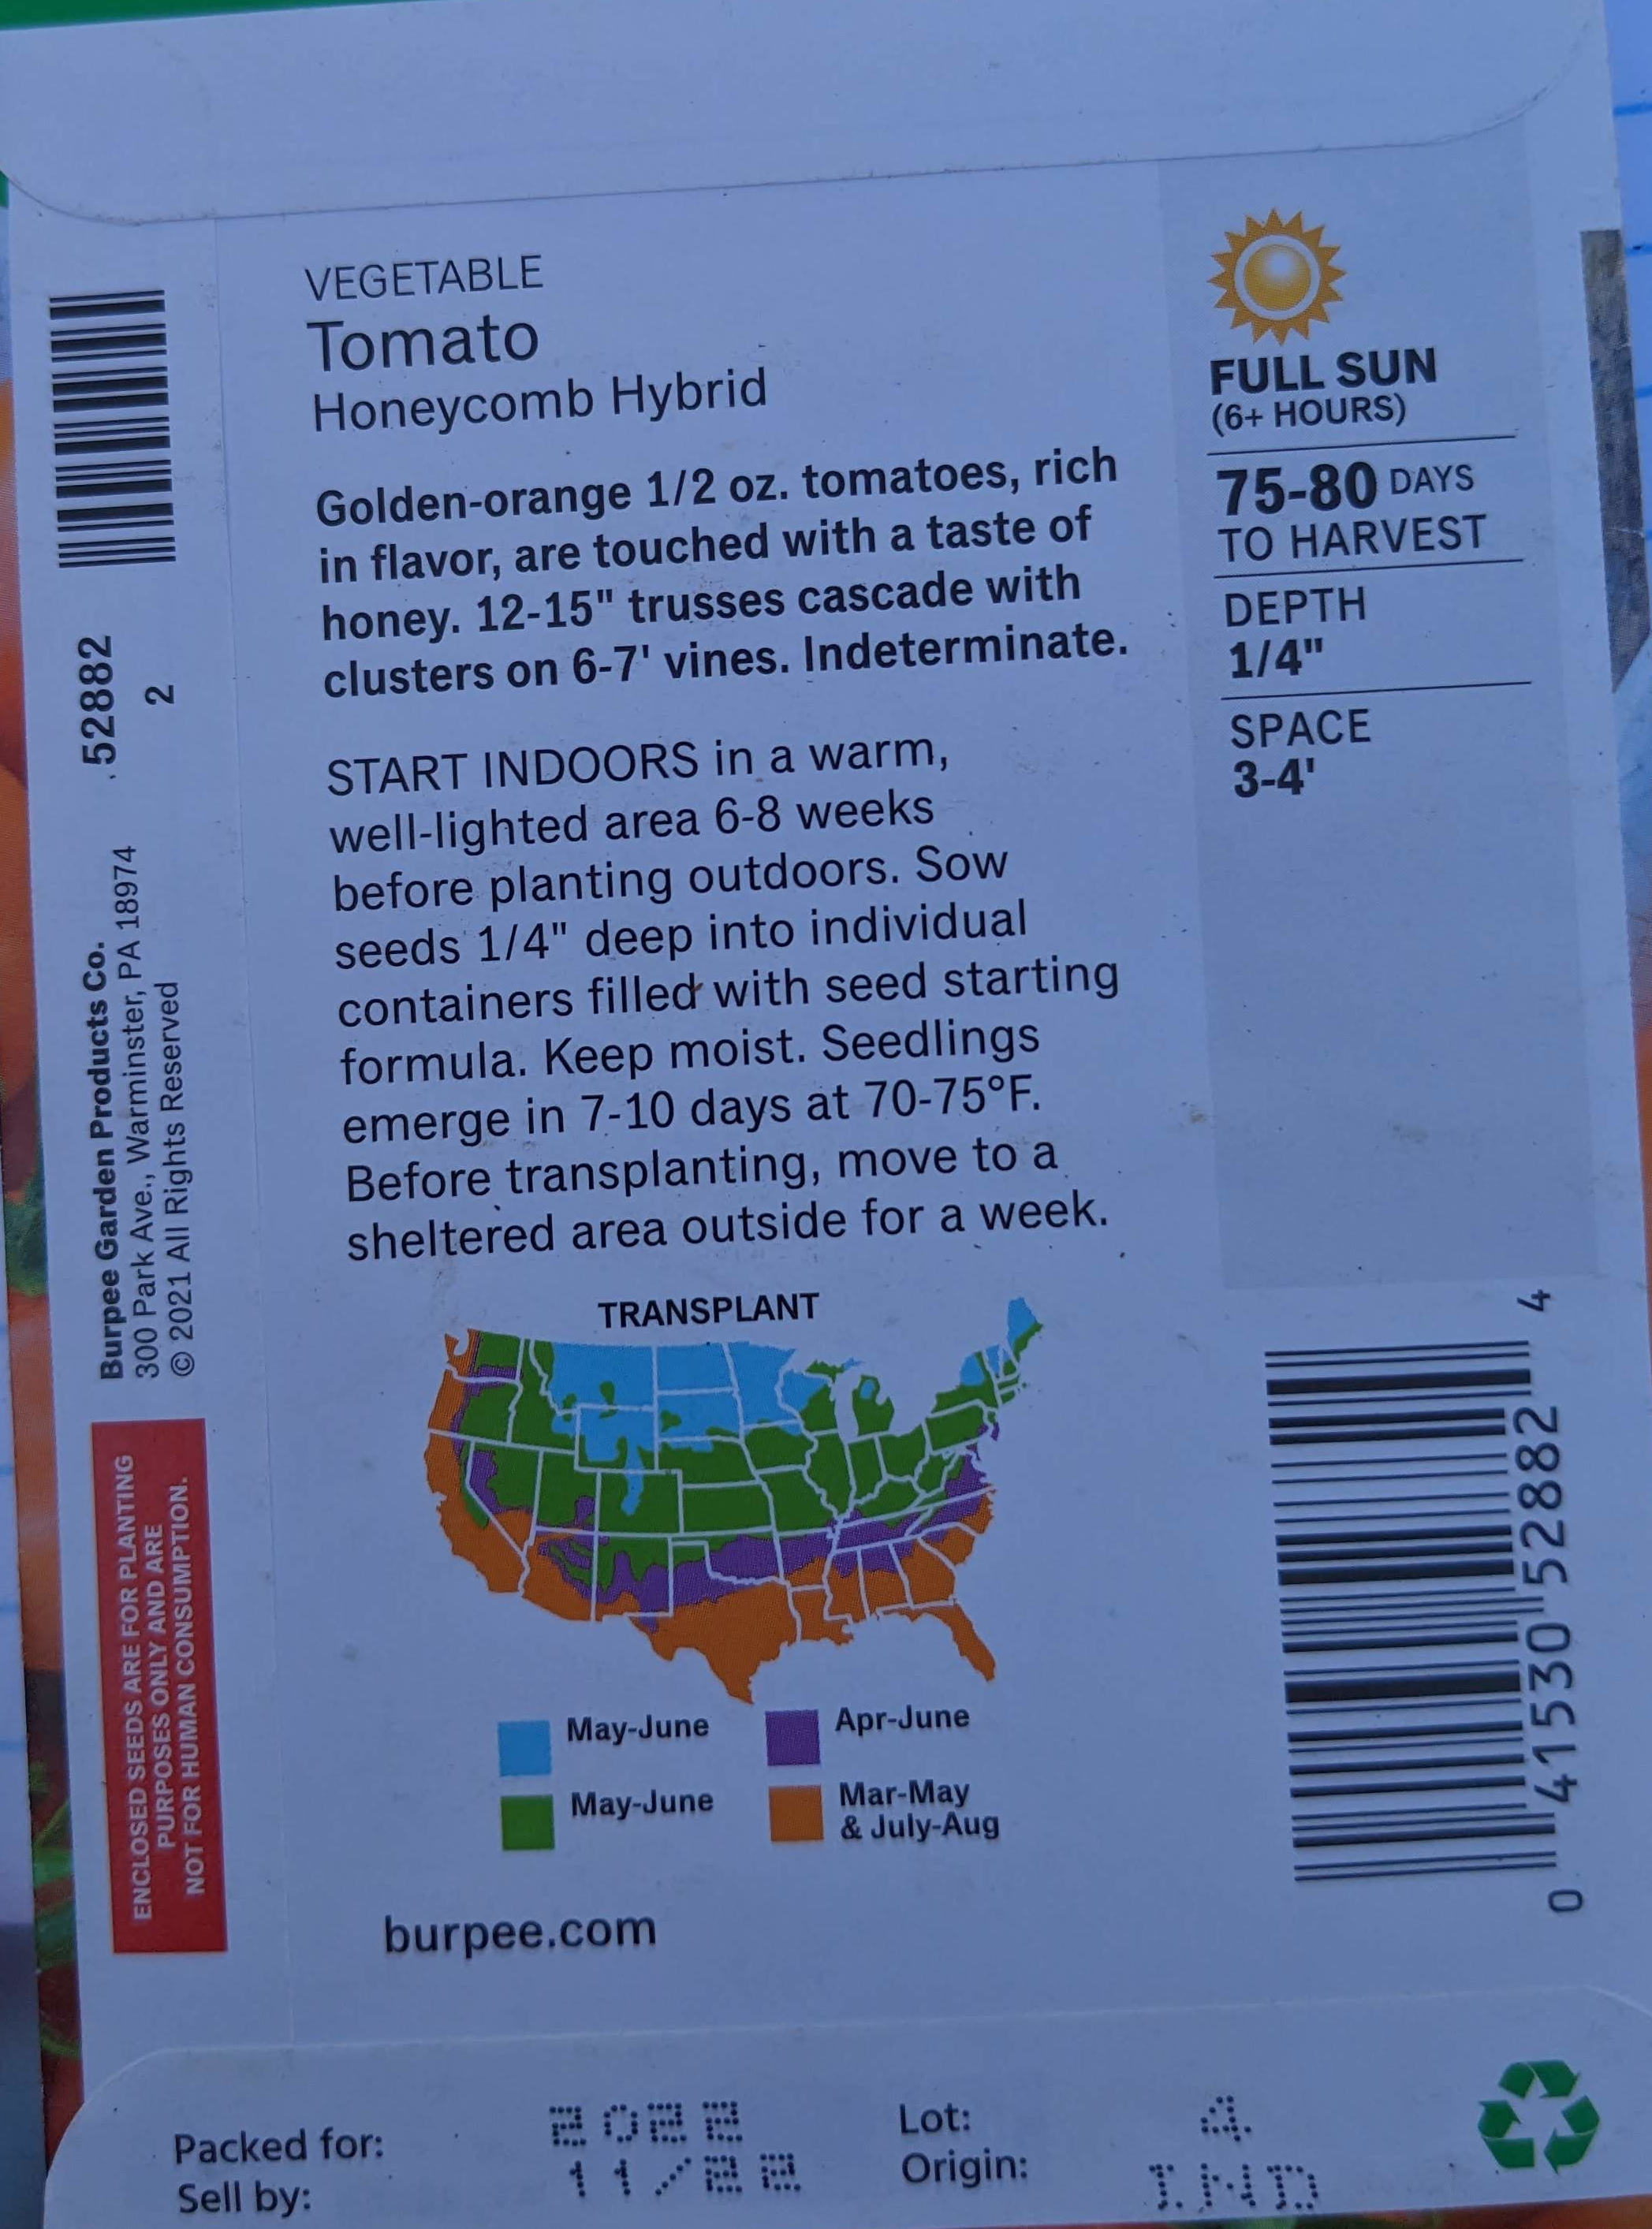 VEGETABLE
Tomato
Honeycomb Hybrid
Golden-orange 1/2 oz. tomatoes, rich
in flavor, are touched with a taste of
honey. 12-15" trusses cascade with
clusters on 6-7' vines. Indeterminate.
START INDOORS in a warm,
well-lighted area 6-8 weeks
before planting outdoors. Sow
seeds 1/4" deep into individual
containers filled with seed starting
formula. Keep moist. Seedlings
emerge in 7-10 days at 70-75°F.
Before transplanting, move to a
sheltered area outside for a week.
FULL SUN
(6+ HOURS)
75-80 DAYS
TO HARVEST
DEPTH
1/4"
SPACE
3-4'
TRANSPLANT
May-June
Apr-June
May-June
Mar-May
& July-Aug
burpee.com
52882
2
Burpee Garden Products Co.
300 Park Ave., Warminster, PA 18974
© 2021 All Rights Reserved
ENCLOSED SEEDS ARE FOR PLANTING
PURPOSES ONLY AND ARE
NOT FOR HUMAN CONSUMPTION.
0 41530 52882 4
Packed for: 2022
Sell by: 11/22
Lot: 4
Origin: IND